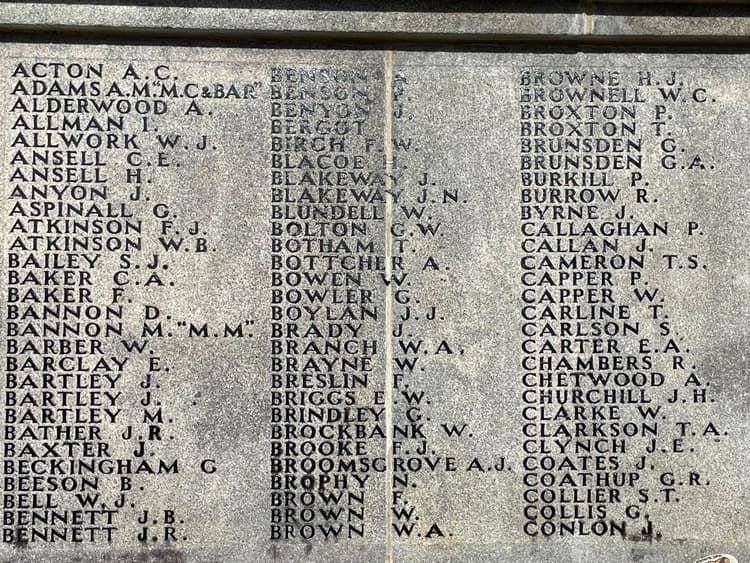 ACTON A.C.
ADAMS A.M."M.C & BAR"
ALDERWOOD A.
ALLMAN I.
ALLWORK W.J.
ANSELL C.E.
ANSELL H.
ANYON J.
ASPINALL G.
ATKINSON F.J.
ATKINSON W.B.
BAILEY S.J.
BAKER C.A.
BAKER F.
BANNON D.
BANNON M."M.M".
BARBER W.
BARCLAY E.
BARTLEY J.
BARTLEY J.
BARTLEY M.
BATHER J.R.
BAXTER J.
BECKINGHAM G
BEESON B.
BELL W.J.
BENNETT J.B.
BENNETT J.R.
BENSON A
BENSON P.
BENYON J.
BERGOT
BIRCH F.W.
BLACOE H.
BLAKEWAY J.
BLAKEWAY J.N.
BLUNDELL W.
BOLTON G.W.
BOTHAM T.
BOTTCHER A.
BOWEN W.
BOWLER G.
BOYLAN J.J.
BRADY J.
BRANCH W.A.
BRAYNE W.
BRESLIN F.
BRIGGS E.W.
BRINDLEY G.
BROCKBANK W.
BROOKE F.J.
BROOMSGROVE A.J.
BROPHY N.
BROWN F.
BROWN W.
BROWN W.A.
BROWNE H.J.
BROWNELL W.C.
BROXTON P.
BROXTON T.
BRUNSDEN G.
BRUNSDEN G.A.
BURKILL P.
BURROW R.
BYRNE J.
CALLAGHAN P.
CALLAN J.
CAMERON T.S.
CAPPER P.
CAPPER W.
CARLINE T.
CARLSON S.
CARTER E.A.
CHAMBERS R.
CHETWOOD A.
CHURCHILL J.H.
CLARKE W.
CLARKSON T.A.
CLYNCH J.E.
COATES J.
COATHUP G.R.
COLLIER S.T.
COLLIS G.
CONLON J.